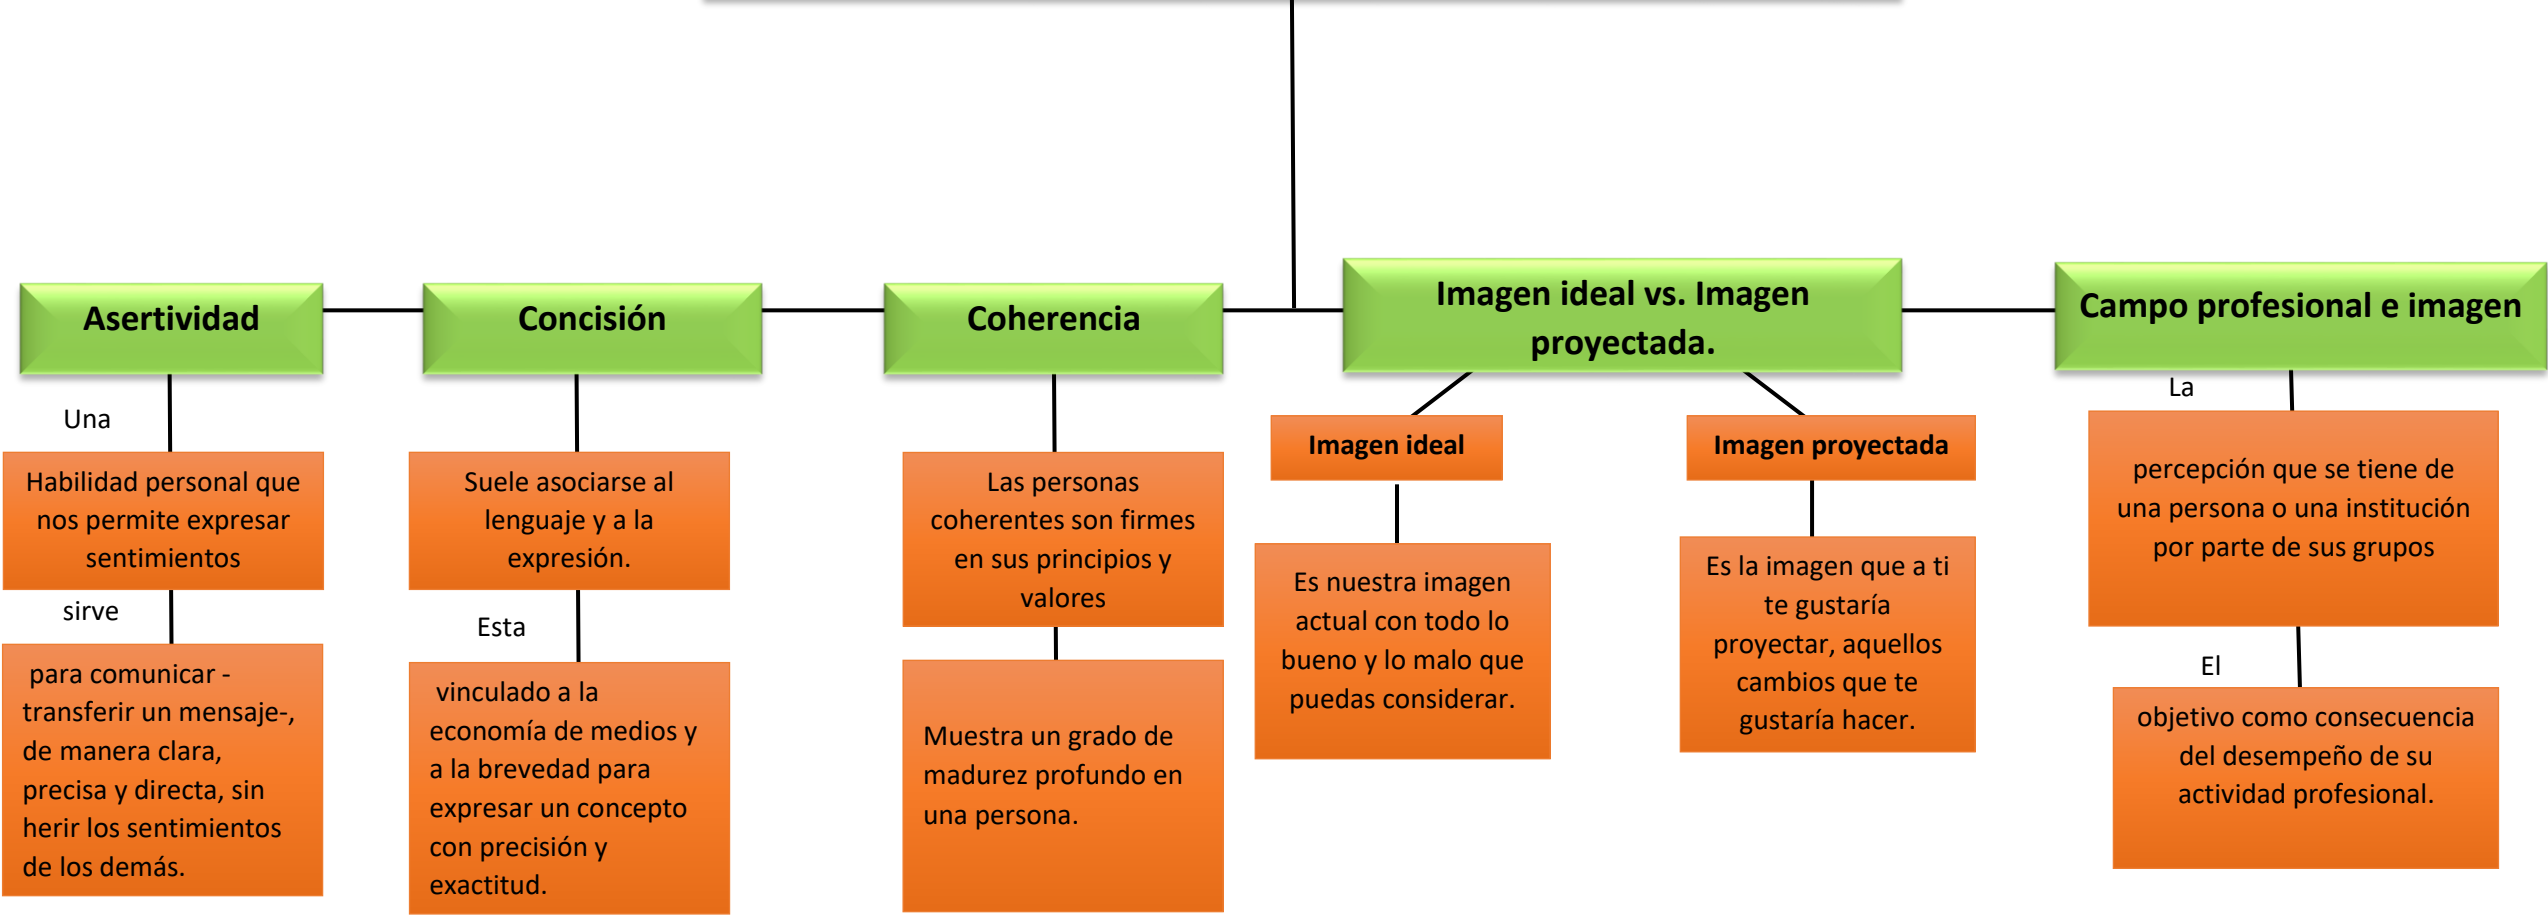 Asertividad
Una
Habilidad personal que
nos permite expresar
sentimientos
sirve
para comunicar -
transferir un mensaje-,
de manera clara,
precisa y directa, sin
herir los sentimientos
de los demás.
Concisión
Suele asociarse al
lenguaje y a la
expresión.
Esta
vinculado a la
economía de medios y
a la brevedad para
expresar un concepto
con precisión y
exactitud.
Coherencia
Las personas
coherentes son firmes
en sus principios y
valores
Muestra un grado de
madurez profundo en
una persona.
Imagen ideal vs. Imagen
proyectada.
Imagen ideal
Es nuestra imagen
actual con todo lo
bueno y lo malo que
puedas considerar.
Imagen proyectada
Es la imagen que a ti
te gustaría
proyectar, aquellos
cambios que te
gustaría hacer.
Campo profesional e imagen
La
percepción que se tiene de
una persona o una institución
por parte de sus grupos
El
objetivo como consecuencia
del desempeño de su
actividad profesional.